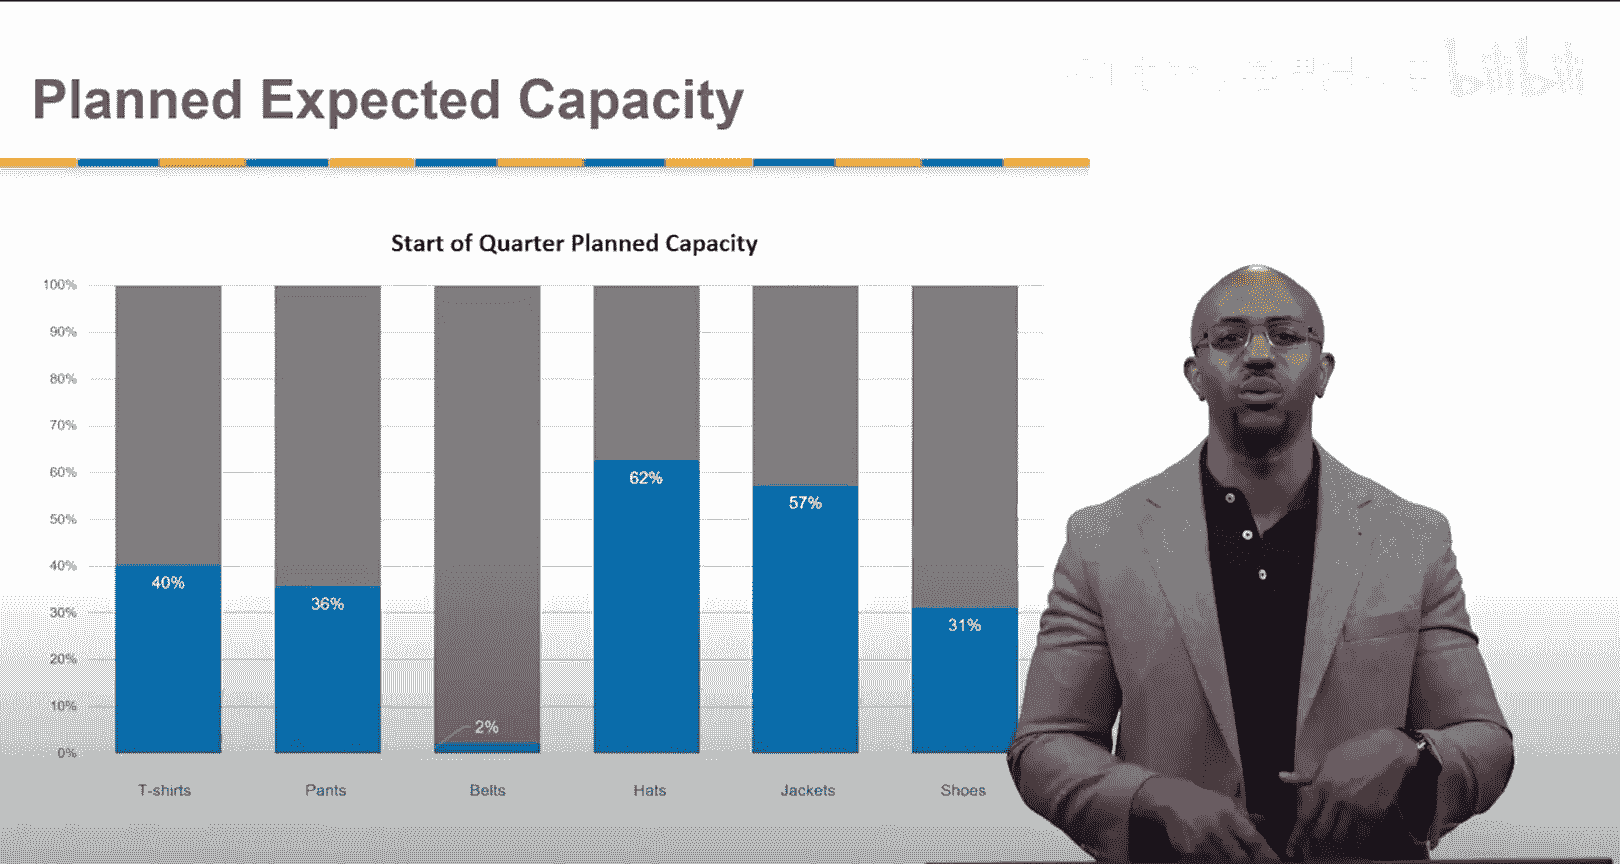 Planned Expected Capacity
bilibili
Start of Quarter Planned Capacity
100%
90%
80%
70%
60%
50%
40%
30%
20%
10%
0%
40%
36%
2%
62%
57%
31%
T-shirts
Pants
Belts
Hats
Jackets
Shoes